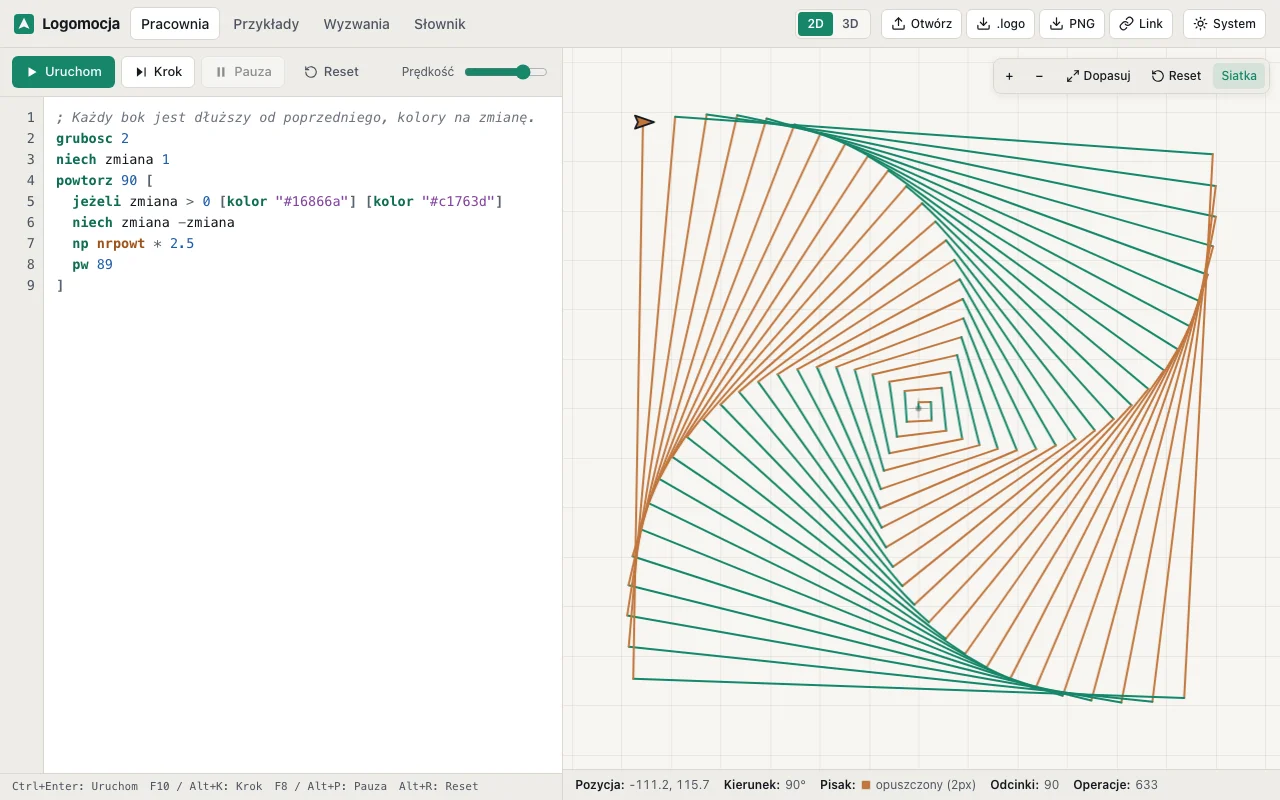 Logomocja Pracownia Przykłady Wyzwania Słownik 2D 3D Otwórz .logo PNG Link System
Uruchom Krok Pauza Reset Prędkość
+ − Dopasuj Reset Siatka
1 ; Każdy bok jest dłuższy od poprzedniego, kolory na zmianę.
2 grubosc 2
3 niech zmiana 1
4 powtorz 90 [
5 jeżeli zmiana > 0 [kolor "#16866a"] [kolor "#c1763d"]
6 niech zmiana −zmiana
7 np nrpowt * 2.5
8 pw 89
9 ]
Ctrl+Enter: Uruchom F10 / Alt+K: Krok F8 / Alt+P: Pauza Alt+R: Reset
Pozycja: -111.2, 115.7 Kierunek: 90° Pisak: opuszczony (2px) Odcinki: 90 Operacje: 633